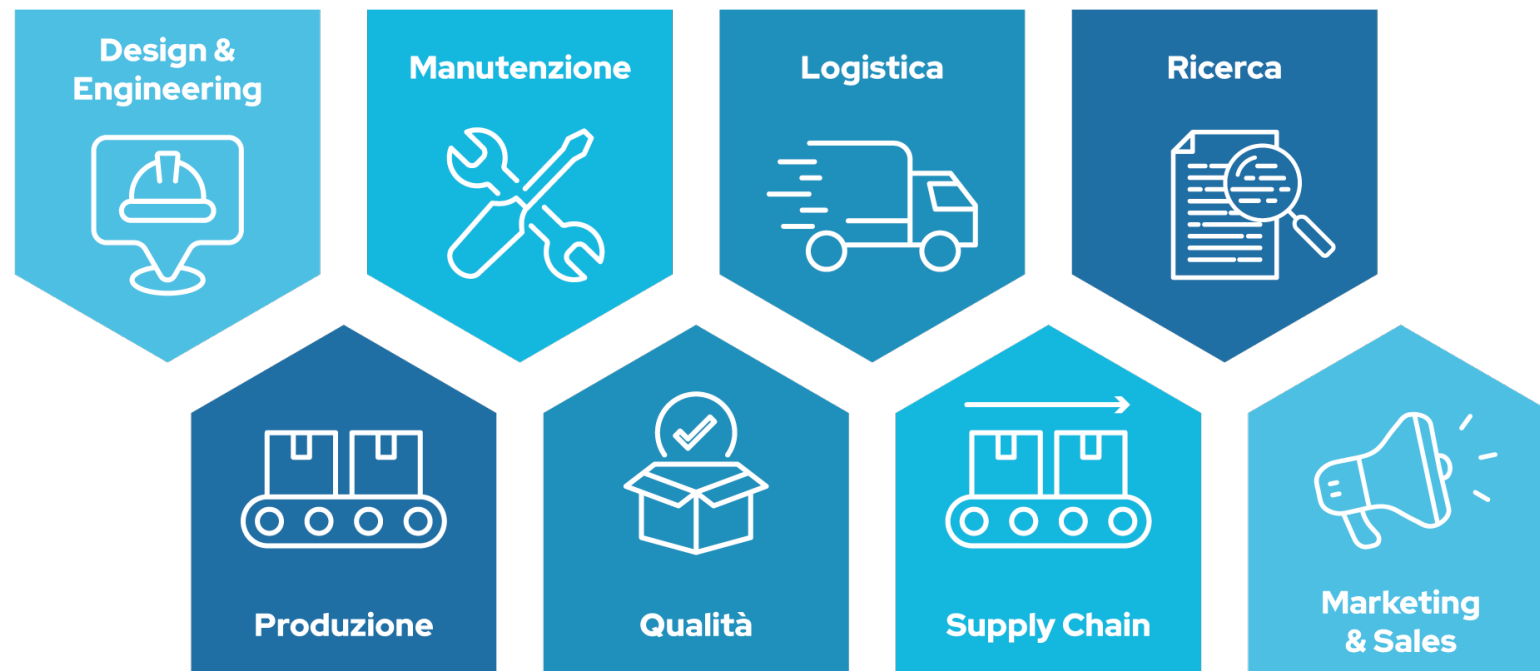 Design &
Engineering
Manutenzione
Logistica
Ricerca
Produzione
Qualità
Supply Chain
Marketing
& Sales